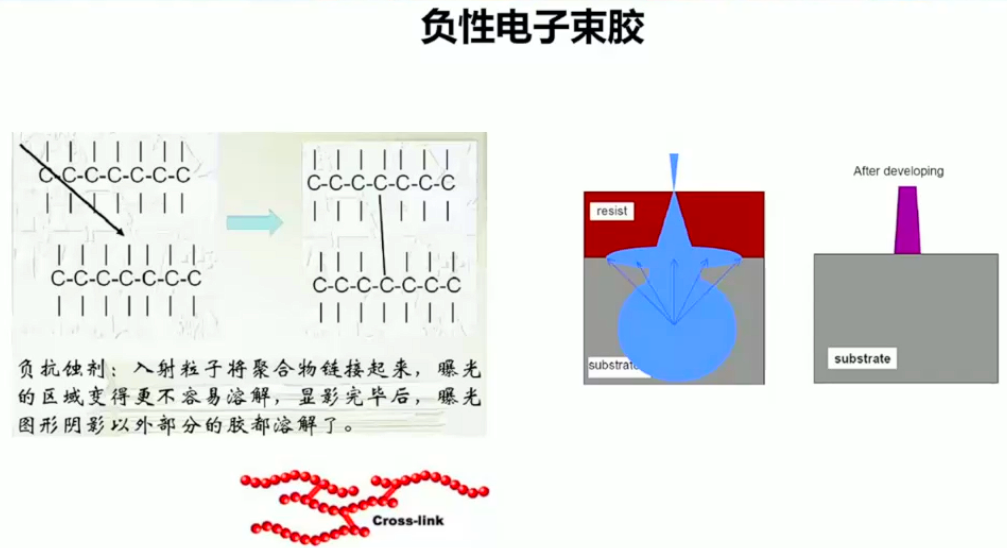 负性电子束胶
C-C-C-C-C-C-C
C-C-C-C-C-C-C
C-C-C-C-C-C-C
C-C-C-C-C-C-C
负抗蚀剂：入射粒子将聚合物链接起来，曝光
的区域变得更不容易溶解，显影完毕后，曝光
图形阴影以外部分的胶都溶解了。
Cross-link
resist
substrate
After developing
substrate